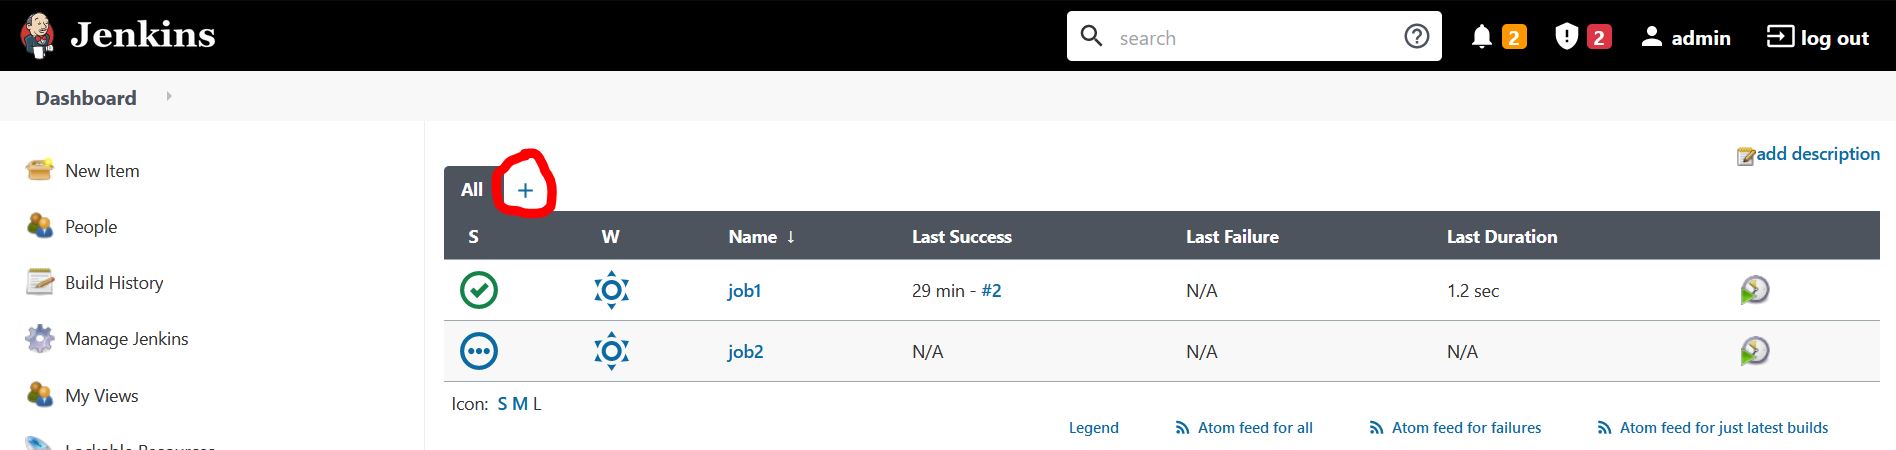 Jenkins
search
2
2
admin
log out
Dashboard
New Item
People
Build History
Manage Jenkins
My Views
Lockable Resources
add description
All +
S W Name ↓ Last Success Last Failure Last Duration
job1 29 min - #2 N/A 1.2 sec
job2 N/A N/A N/A
Icon: S M L
Legend Atom feed for all Atom feed for failures Atom feed for just latest builds